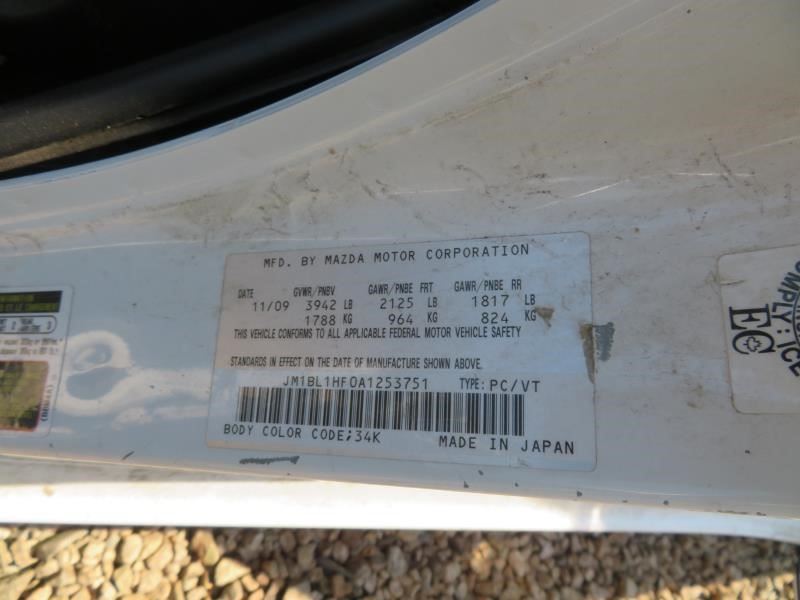 MFD. BY MAZDA MOTOR CORPORATION
DATE GVWR/PNBV GAWR/PNBE FRT GAWR/PNBE RR
11/09 3942 LB 2125 LB 1817 LB
1788 KG 964 KG 824 KG
THIS VEHICLE CONFORMS TO ALL APPLICABLE FEDERAL MOTOR VEHICLE SAFETY
STANDARDS IN EFFECT ON THE DATE OF MANUFACTURE SHOWN ABOVE.
JM1BL1HF0A1253751 TYPE: PC/VT
BODY COLOR CODE;34K MADE IN JAPAN
OMPLY:ICE
EC